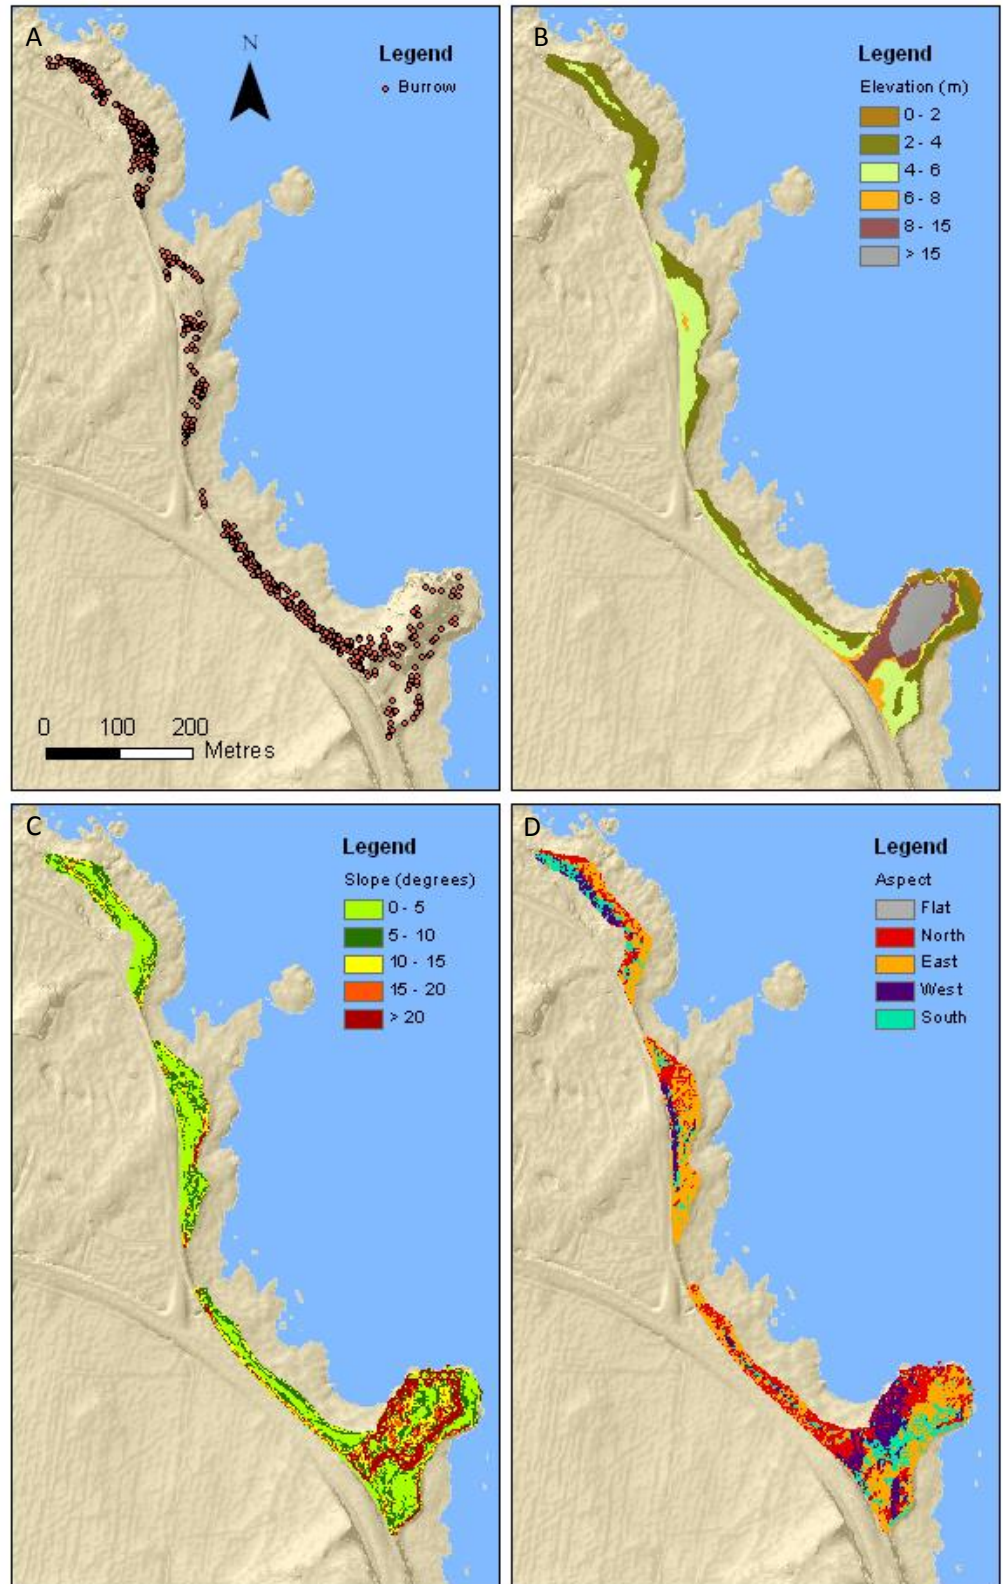 A
N
Legend
Burrow
0 100 200
Metres
B
Legend
Elevation (m)
0 - 2
2 - 4
4 - 6
6 - 8
8 - 15
> 15
C
Legend
Slope (degrees)
0 - 5
5 - 10
10 - 15
15 - 20
> 20
D
Legend
Aspect
Flat
North
East
West
South